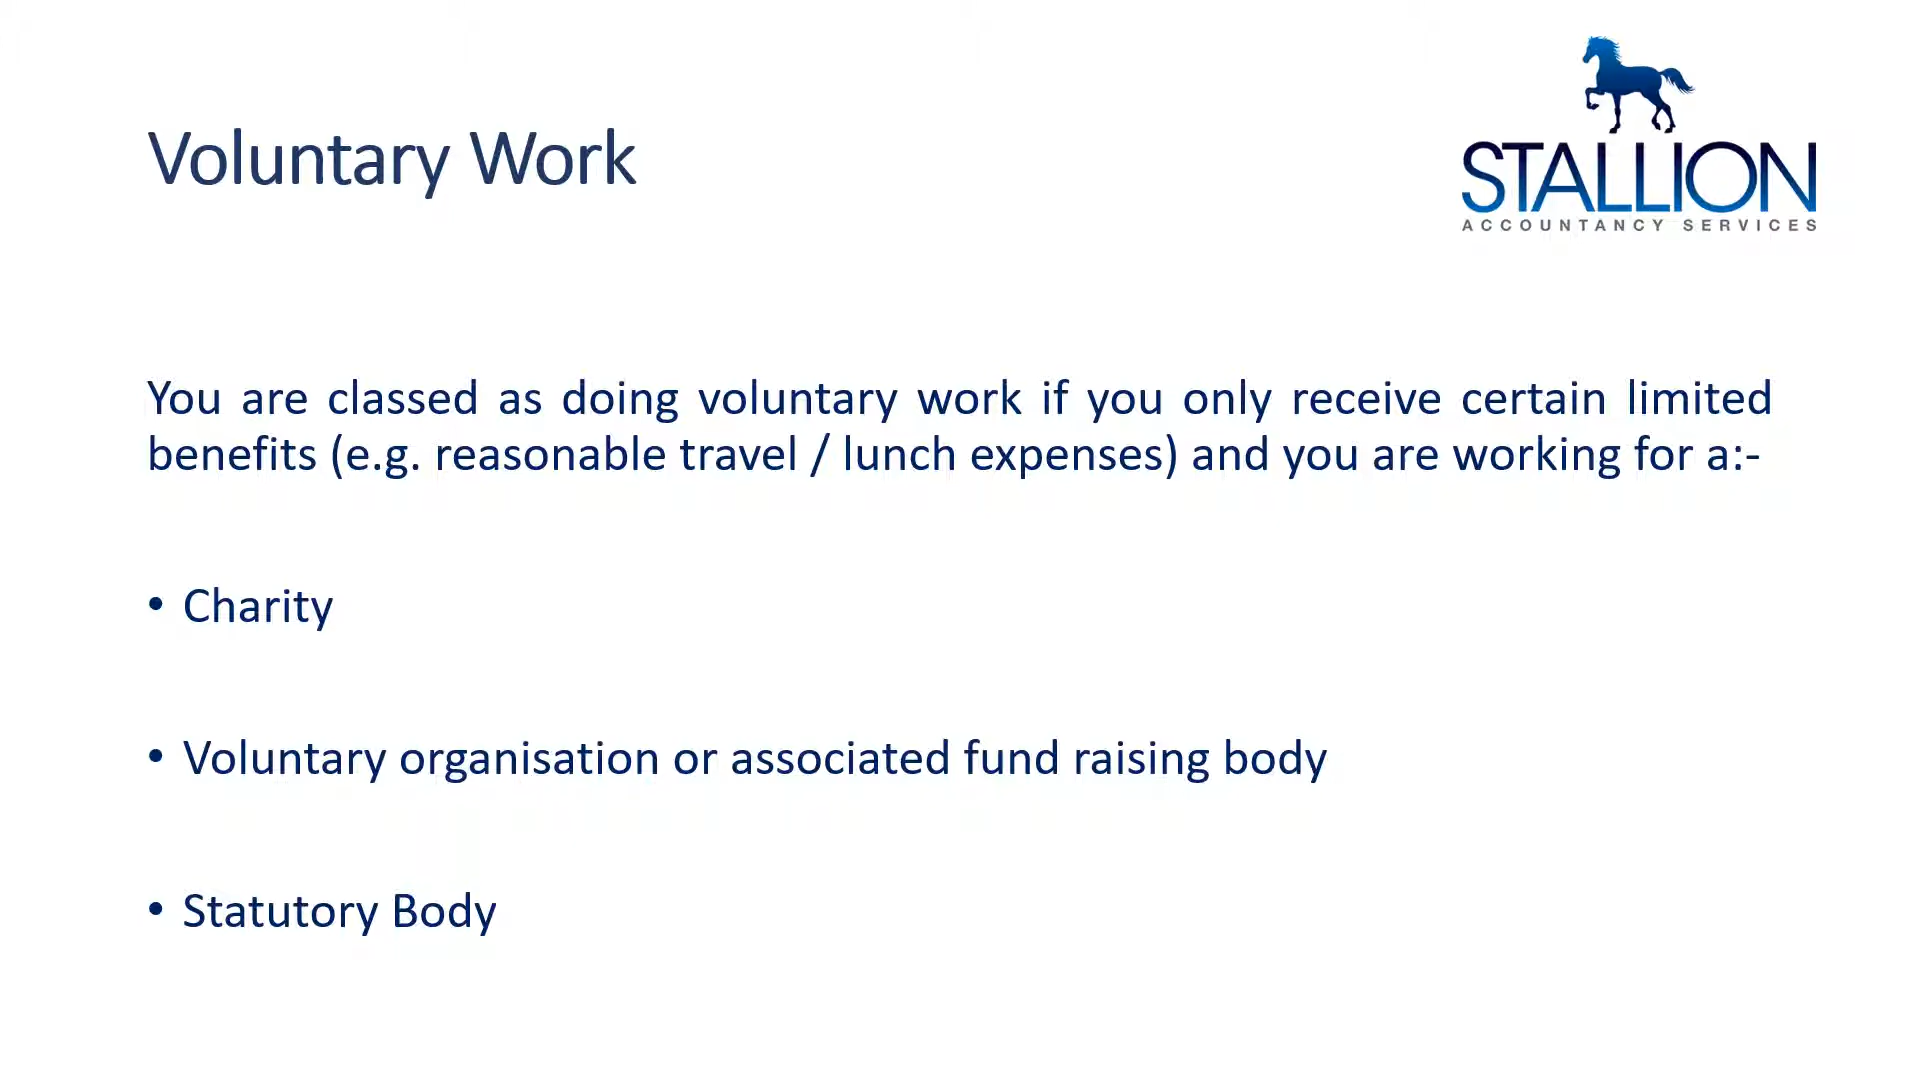 STALLION
ACCOUNTANCY SERVICES
Voluntary Work
You are classed as doing voluntary work if you only receive certain limited
benefits (e.g. reasonable travel / lunch expenses) and you are working for a:-
• Charity
• Voluntary organisation or associated fund raising body
• Statutory Body